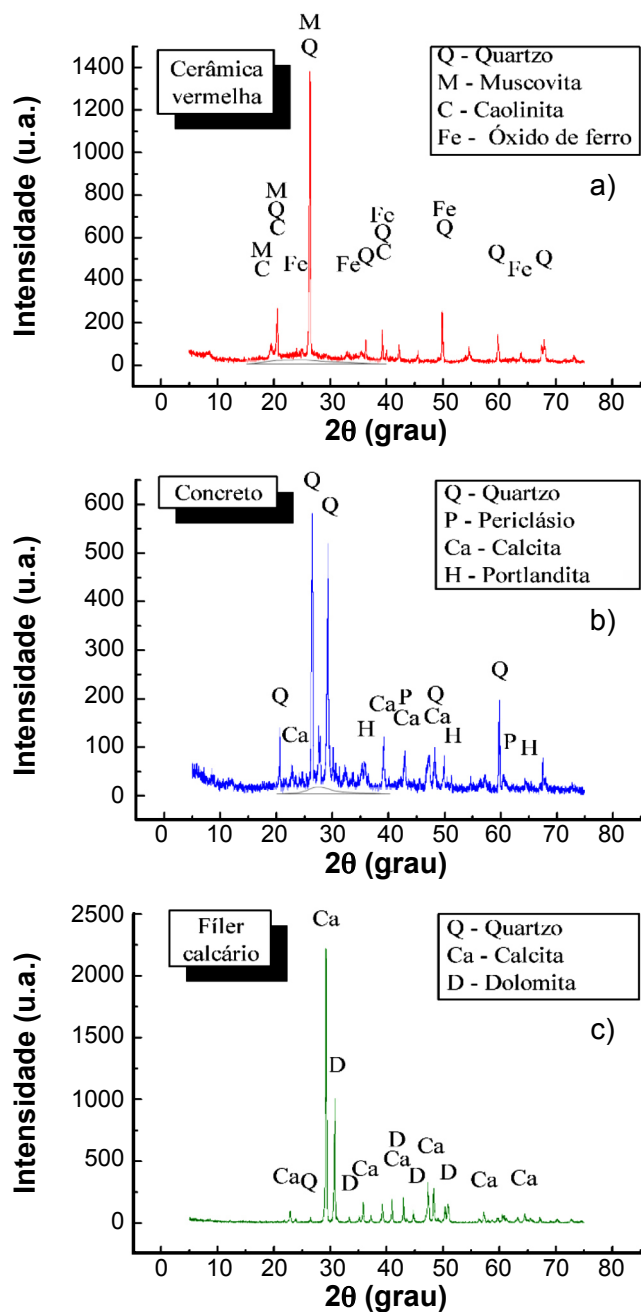 M
Q
Cerâmica
vermelha
Q - Quartzo
M - Muscovita
C - Caolinita
Fe - Óxido de ferro
a)
Intensidade (u.a.)
1400
1200
1000
800
600
400
200
0
M
Q
C
M
C
Fe
Fe
Q
Fe
Q
C
Fe
Q
Q
Fe
Q
0 10 20 30 40 50 60 70 80
2θ (grau)
Concreto
Q
Q
Q - Quartzo
P - Periclásio
Ca - Calcita
H - Portlandita
b)
Intensidade (u.a.)
600
500
400
300
200
100
0
Q
Ca
H
Ca
P
Ca
Q
Ca
H
Q
P
H
0 10 20 30 40 50 60 70 80
2θ (grau)
Fíler
calcário
Ca
Q - Quartzo
Ca - Calcita
D - Dolomita
c)
Intensidade (u.a.)
2500
2000
1500
1000
500
0
D
Ca
Q
D
Ca
D
Ca
D
Ca
D
Ca
Ca
0 10 20 30 40 50 60 70 80
2θ (grau)